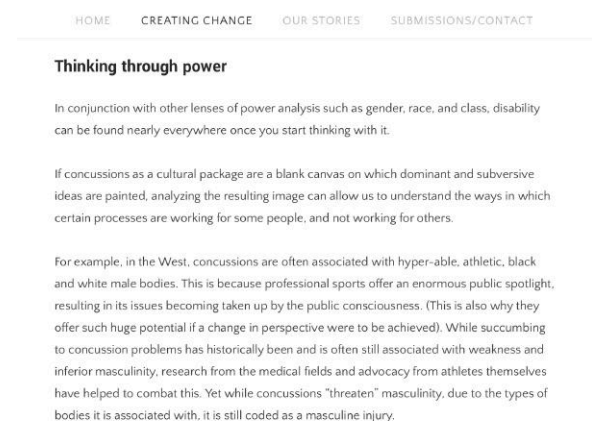 HOME CREATING CHANGE OUR STORIES SUBMISSIONS/CONTACT
Thinking through power
In conjunction with other lenses of power analysis such as gender, race, and class, disability
can be found nearly everywhere once you start thinking with it.
If concussions as a cultural package are a blank canvas on which dominant and subversive
ideas are painted, analyzing the resulting image can allow us to understand the ways in which
certain processes are working for some people, and not working for others.
For example, in the West, concussions are often associated with hyper-able, athletic, black
and white male bodies. This is because professional sports offer an enormous public spotlight,
resulting in its issues becoming taken up by the public consciousness. (This is also why they
offer such huge potential if a change in perspective were to be achieved). While succumbing
to concussion problems has historically been and is often still associated with weakness and
inferior masculinity, research from the medical fields and advocacy from athletes themselves
have helped to combat this. Yet while concussions "threaten" masculinity, due to the types of
bodies it is associated with, it is still coded as a masculine injury.